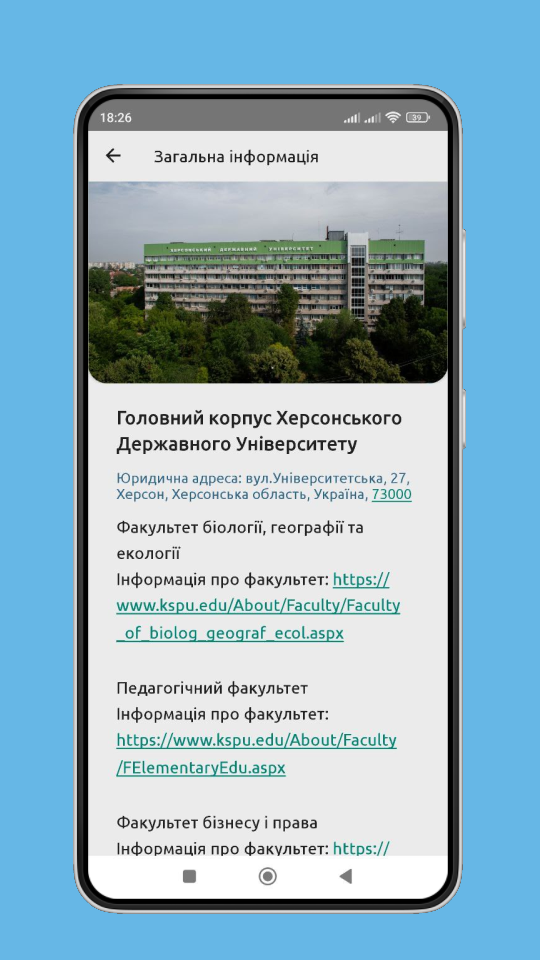 18:26
39
Загальна інформація
ХЕРСОНСЬКИЙ ДЕРЖАВНИЙ УНІВЕРСИТЕТ
Головний корпус Херсонського
Державного Університету
Юридична адреса: вул.Університетська, 27,
Херсон, Херсонська область, Україна, 73000
Факультет біології, географії та
екології
Інформація про факультет: https://
www.kspu.edu/About/Faculty/Faculty
_of_biolog_geograf_ecol.aspx
Педагогічний факультет
Інформація про факультет:
https://www.kspu.edu/About/Faculty
/FElementaryEdu.aspx
Факультет бізнесу і права
Інформація про факультет: https://